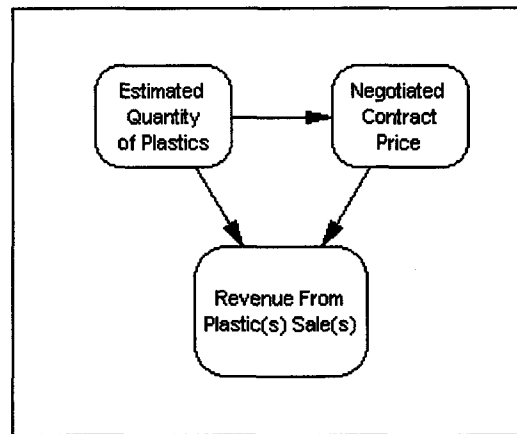 Estimated
Quantity
of Plastics
Negotiated
Contract
Price
Revenue From
Plastic(s) Sale(s)